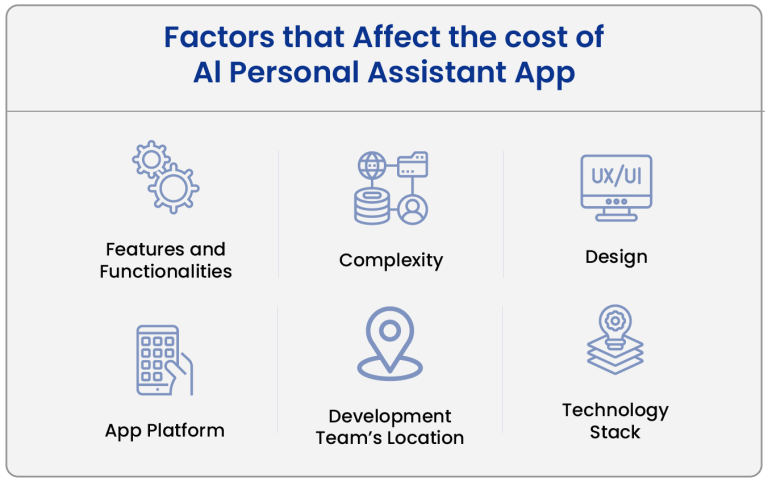 Factors that Affect the cost of
AI Personal Assistant App
Features and
Functionalities
Complexity
UX/UI
Design
App Platform
Development
Team's Location
Technology
Stack